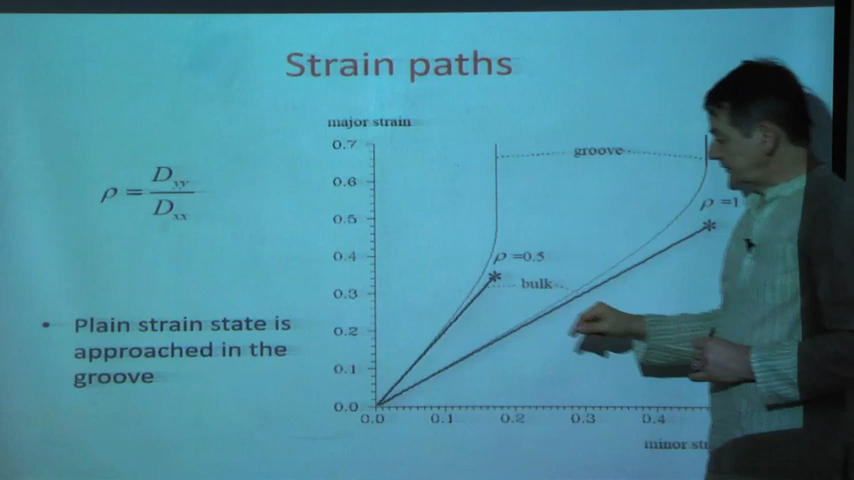 Strain paths
ρ = D_yy / D_xx
• Plain strain state is
approached in the
groove
major strain
0.7
0.6
0.5
0.4
0.3
0.2
0.1
0.0
0.0 0.1 0.2 0.3 0.4
groove
ρ =1
ρ =0.5
bulk
minor